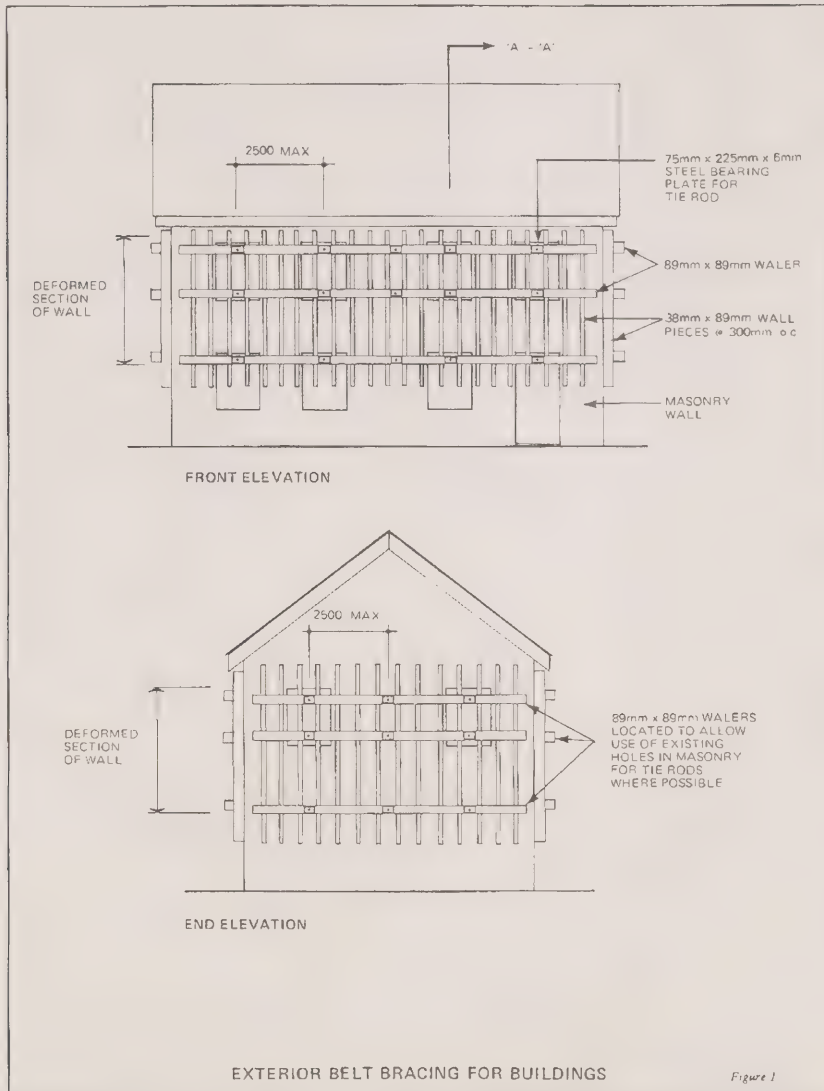 'A' - 'A'
2500 MAX
75mm x 225mm x 6mm
STEEL BEARING
PLATE FOR
TIE ROD
89mm x 89mm WALER
DEFORMED
SECTION
OF WALL
38mm x 89mm WALL
PIECES @ 300mm o.c
MASONRY
WALL
FRONT ELEVATION
2500 MAX
DEFORMED
SECTION
OF WALL
89mm x 89mm WALERS
LOCATED TO ALLOW
USE OF EXISTING
HOLES IN MASONRY
FOR TIE RODS
WHERE POSSIBLE
END ELEVATION
EXTERIOR BELT BRACING FOR BUILDINGS
Figure 1